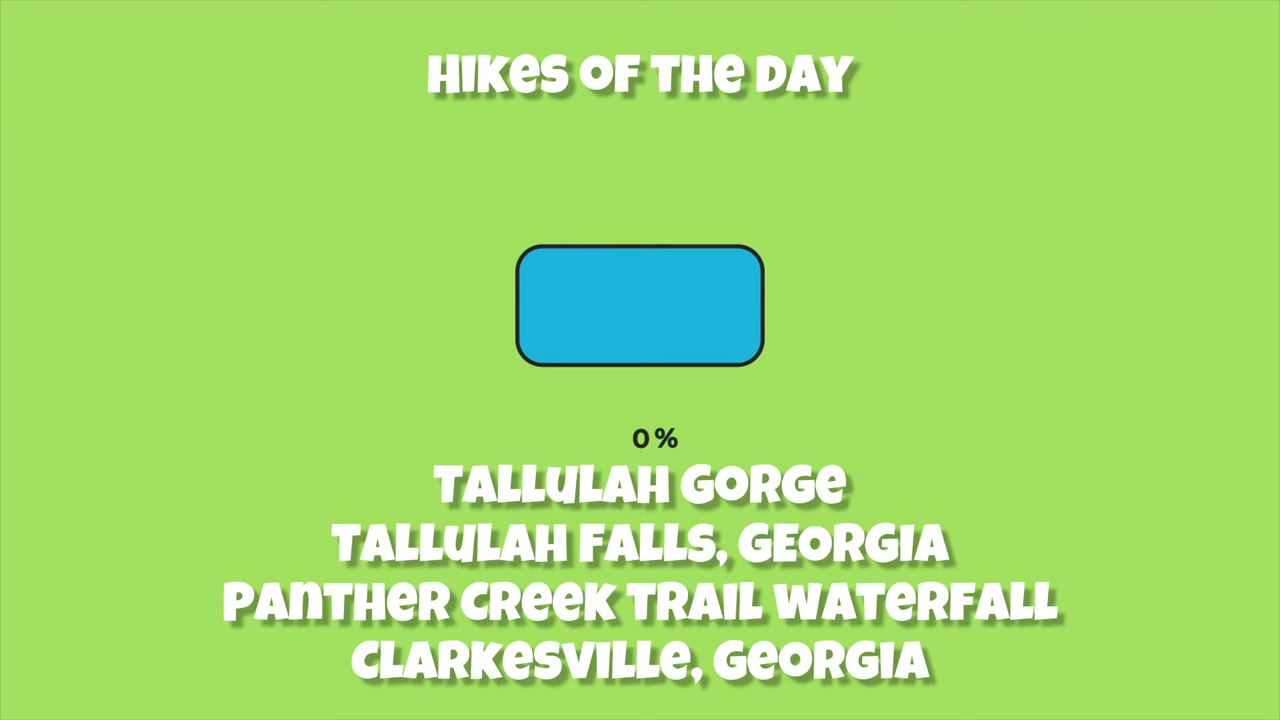 HIKES OF THE DAY
0%
TALLULAH GORGE
TALLULAH FALLS, GEORGIA
PANTHER CREEK TRAIL WATERFALL
CLARKESVILLE, GEORGIA